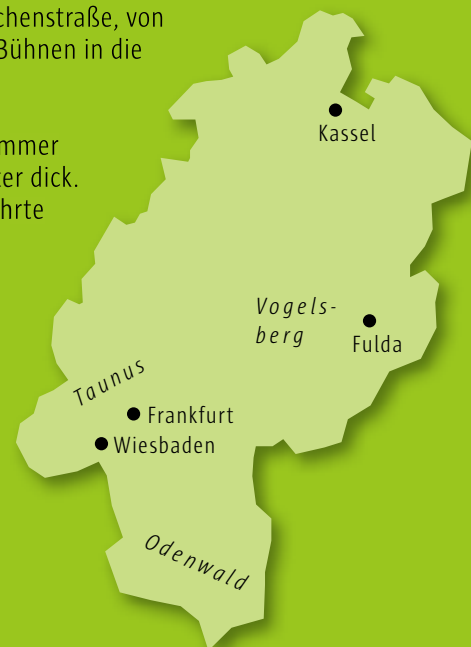 chenstraße, von
Bühnen in die
mmer
er dick.
hrte
Kassel
Vogels-
berg
Fulda
Taunus
Frankfurt
Wiesbaden
Odenwald